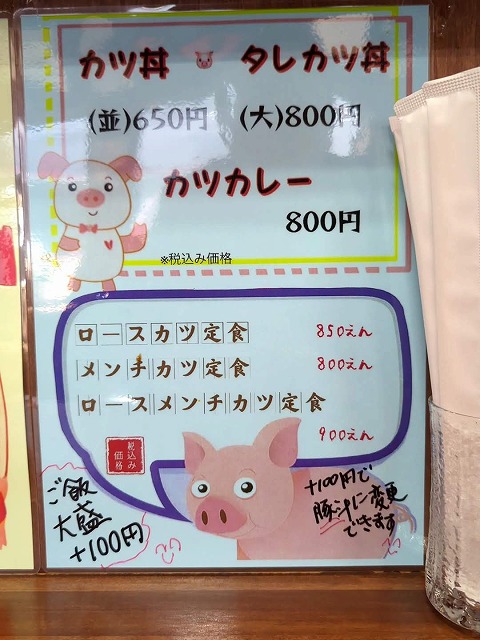 カツ丼 タレカツ丼
(並)650円 (大)800円
カツカレー
800円
※税込み価格
ロースカツ定食 850えん
メンチカツ定食 800えん
ロースメンチカツ定食
900えん
税込み
価格
ご飯
大盛
+100円
+100円で
豚汁に変更
できます